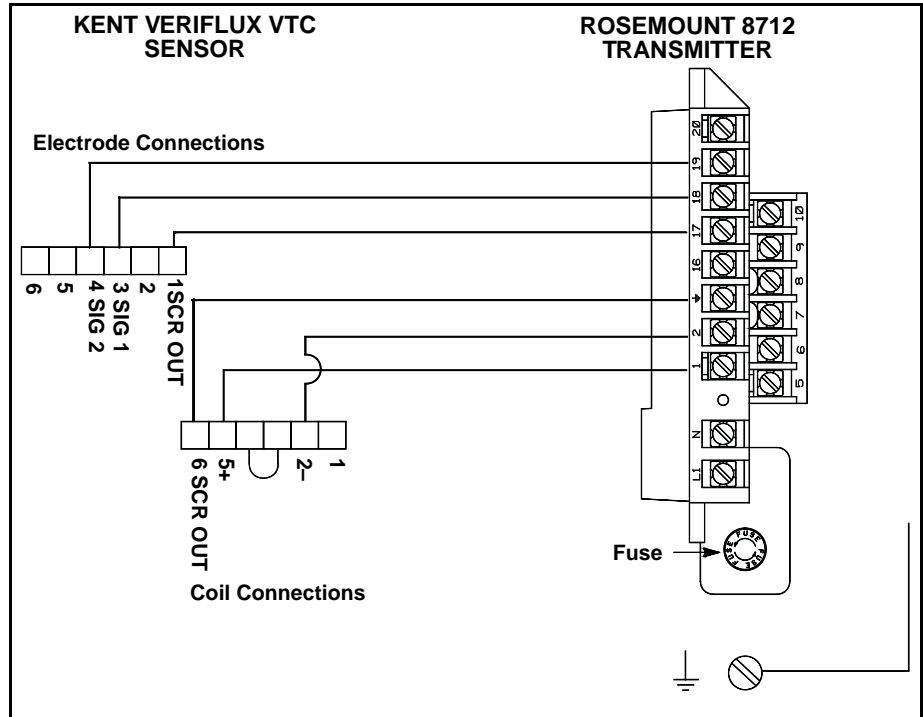 KENT VERIFLUX VTC
SENSOR
ROSEMOUNT 8712
TRANSMITTER
Electrode Connections
6
5
4 SIG 2
3 SIG 1
2
1SCR OUT
20
19
18
17
16
2
1
N
L1
10
9
8
7
6
5
6 SCR OUT
5+
2–
1
Coil Connections
Fuse
FUSE FUSE FUSE